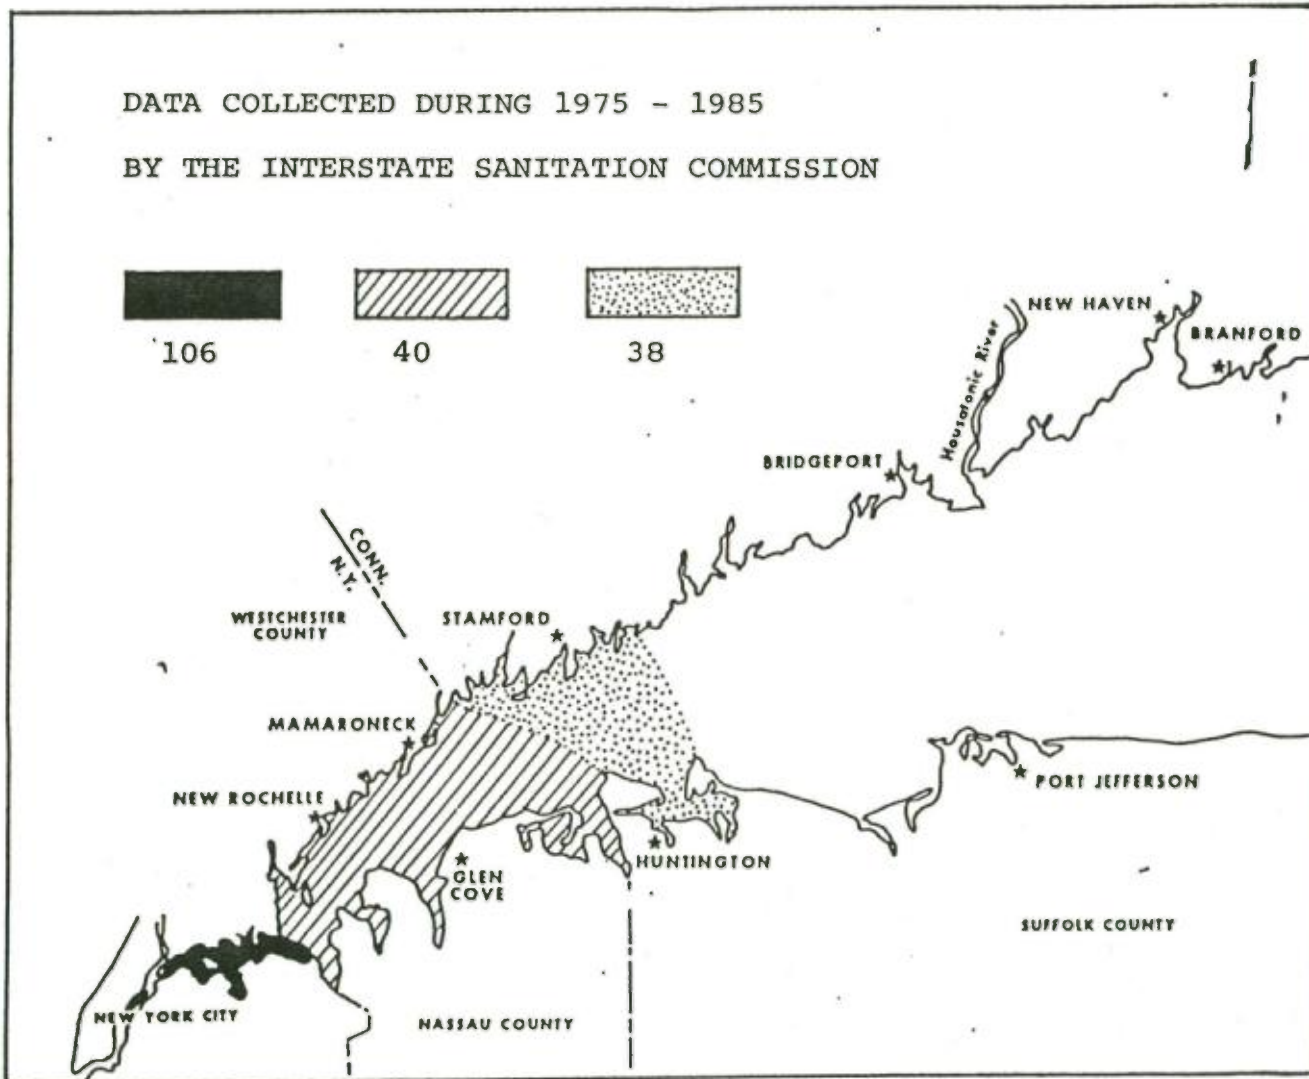 DATA COLLECTED DURING 1975 - 1985
BY THE INTERSTATE SANITATION COMMISSION
106 40 38
NEW HAVEN
BRANFORD
Housatonic River
BRIDGEPORT
CONN.
N.Y.
WESTCHESTER
COUNTY
STAMFORD
MAMARONECK
NEW ROCHELLE
PORT JEFFERSON
HUNTINGTON
GLEN
COVE
SUFFOLK COUNTY
NEW YORK CITY
NASSAU COUNTY